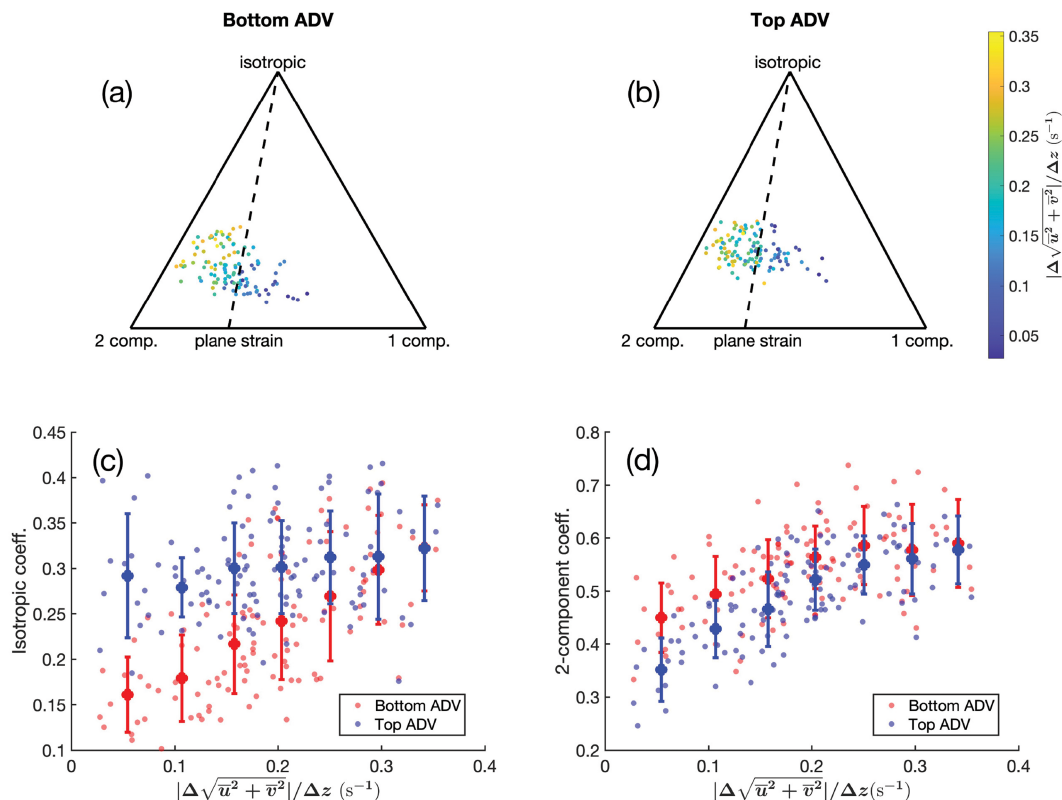 Bottom ADV
Top ADV
(a)
isotropic
2 comp.
plane strain
1 comp.
(b)
isotropic
2 comp.
plane strain
1 comp.
0.35
0.3
0.25
0.2
0.15
0.1
0.05
|Δ√(u̅² + v̅²)|/Δz (s⁻¹)
(c)
Isotropic coeff.
0.45
0.4
0.35
0.3
0.25
0.2
0.15
0.1
0
0.1
0.2
0.3
0.4
Bottom ADV
Top ADV
|Δ√(u̅² + v̅²)|/Δz (s⁻¹)
(d)
2-component coeff.
0.8
0.7
0.6
0.5
0.4
0.3
0.2
0
0.1
0.2
0.3
0.4
Bottom ADV
Top ADV
|Δ√(u̅² + v̅²)|/Δz(s⁻¹)